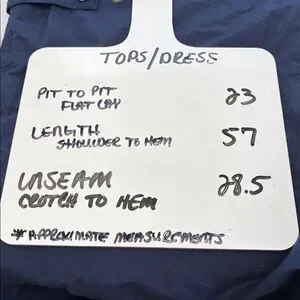 TOPS/DRESS
PIT TO PIT 23
FLAT LAY
LENGTH 57
SHOULDER TO HEM
INSEAM 28.5
CROTCH TO HEM
* APPROXIMATE MEASUREMENTS